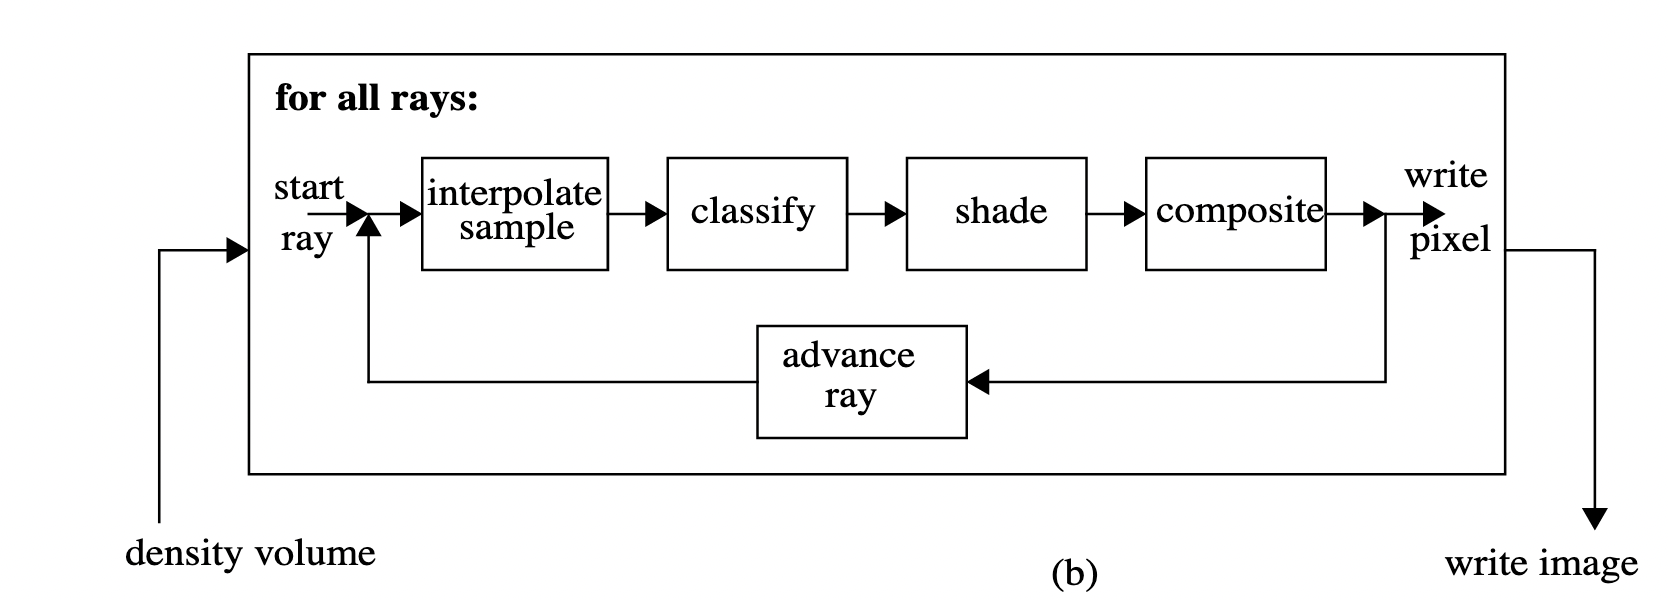 for all rays:
start
ray
interpolate
sample
classify
shade
composite
write
pixel
advance
ray
density volume
(b)
write image